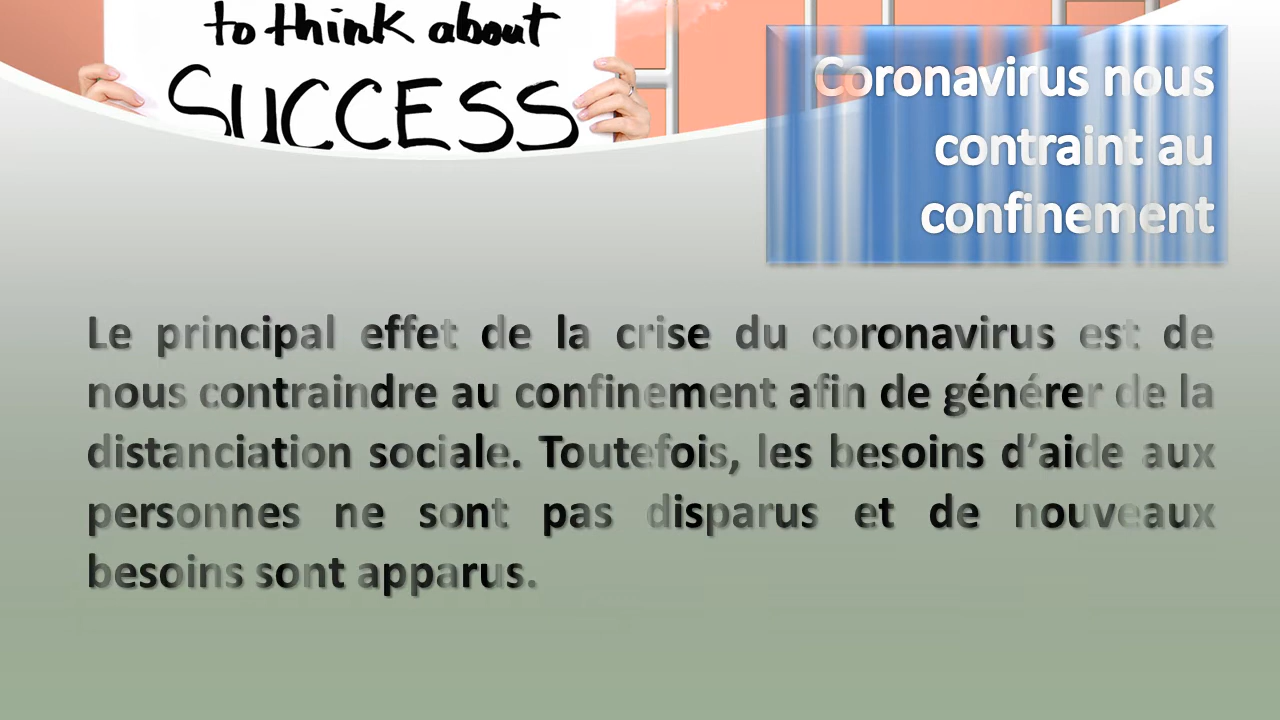 to think about
SUCCESS
Coronavirus nous
contraint au
confinement
Le principal effet de la crise du coronavirus est de
nous contraindre au confinement afin de générer de la
distanciation sociale. Toutefois, les besoins d’aide aux
personnes ne sont pas disparus et de nouveaux
besoins sont apparus.